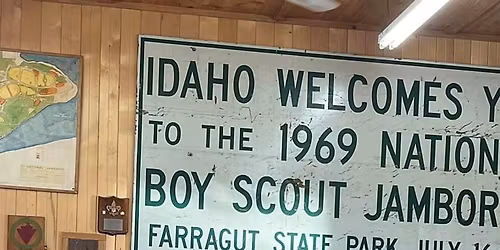 IDAHO WELCOMES Y
TO THE 1969 NATION
BOY SCOUT JAMBOR
FARRAGUT STATE PARK JULY 1